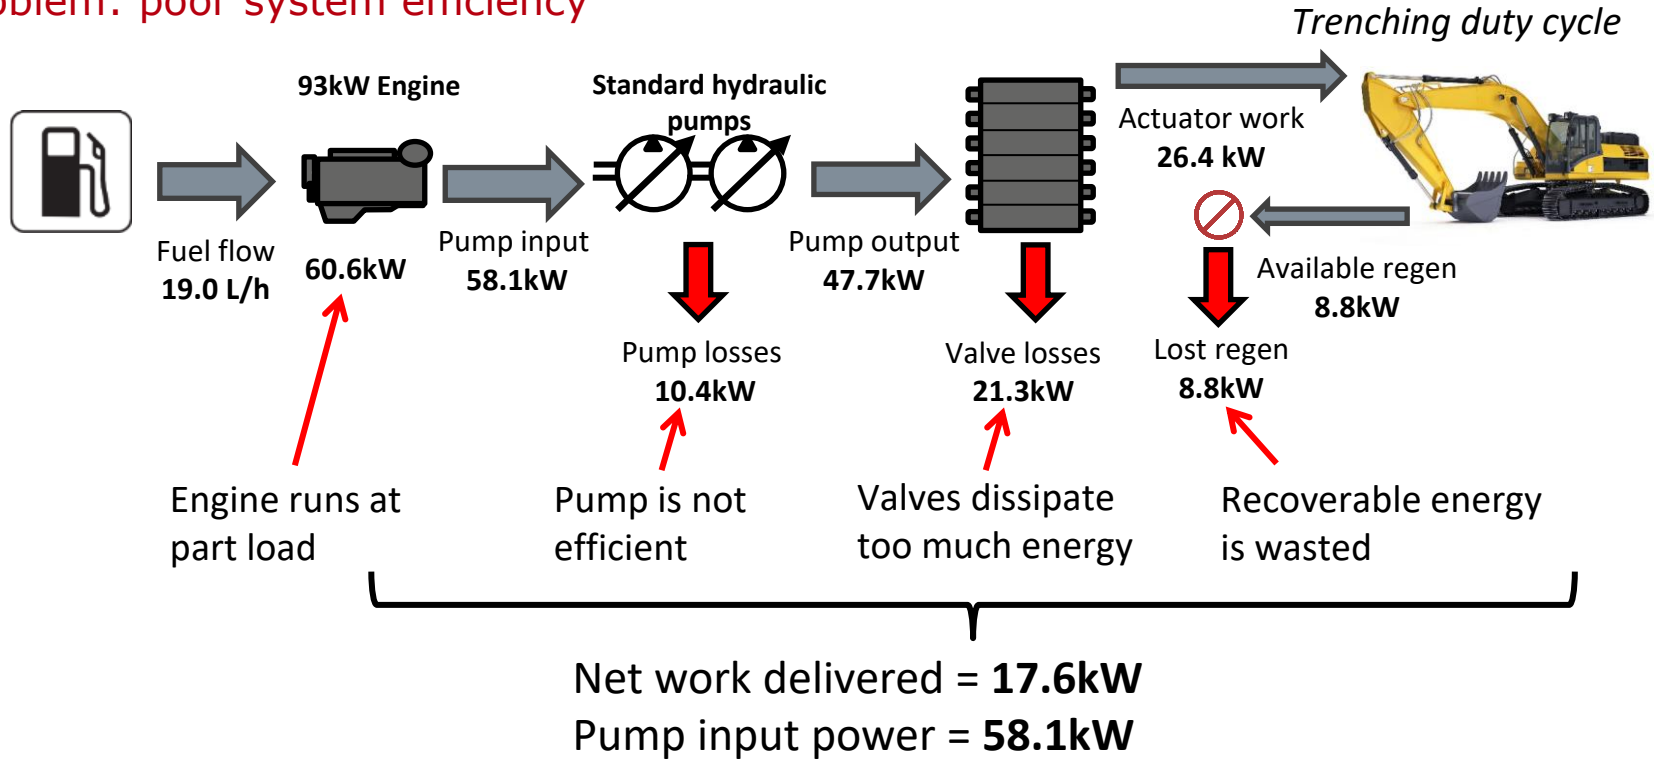 poor system efficiency
Trenching duty cycle
93kW Engine
Standard hydraulic
pumps
Actuator work
26.4 kW
Fuel flow
19.0 L/h
60.6kW
Pump input
58.1kW
Pump output
47.7kW
Available regen
8.8kW
Pump losses
10.4kW
Valve losses
21.3kW
Lost regen
8.8kW
Engine runs at
part load
Pump is not
efficient
Valves dissipate
too much energy
Recoverable energy
is wasted
Net work delivered = 17.6kW
Pump input power = 58.1kW